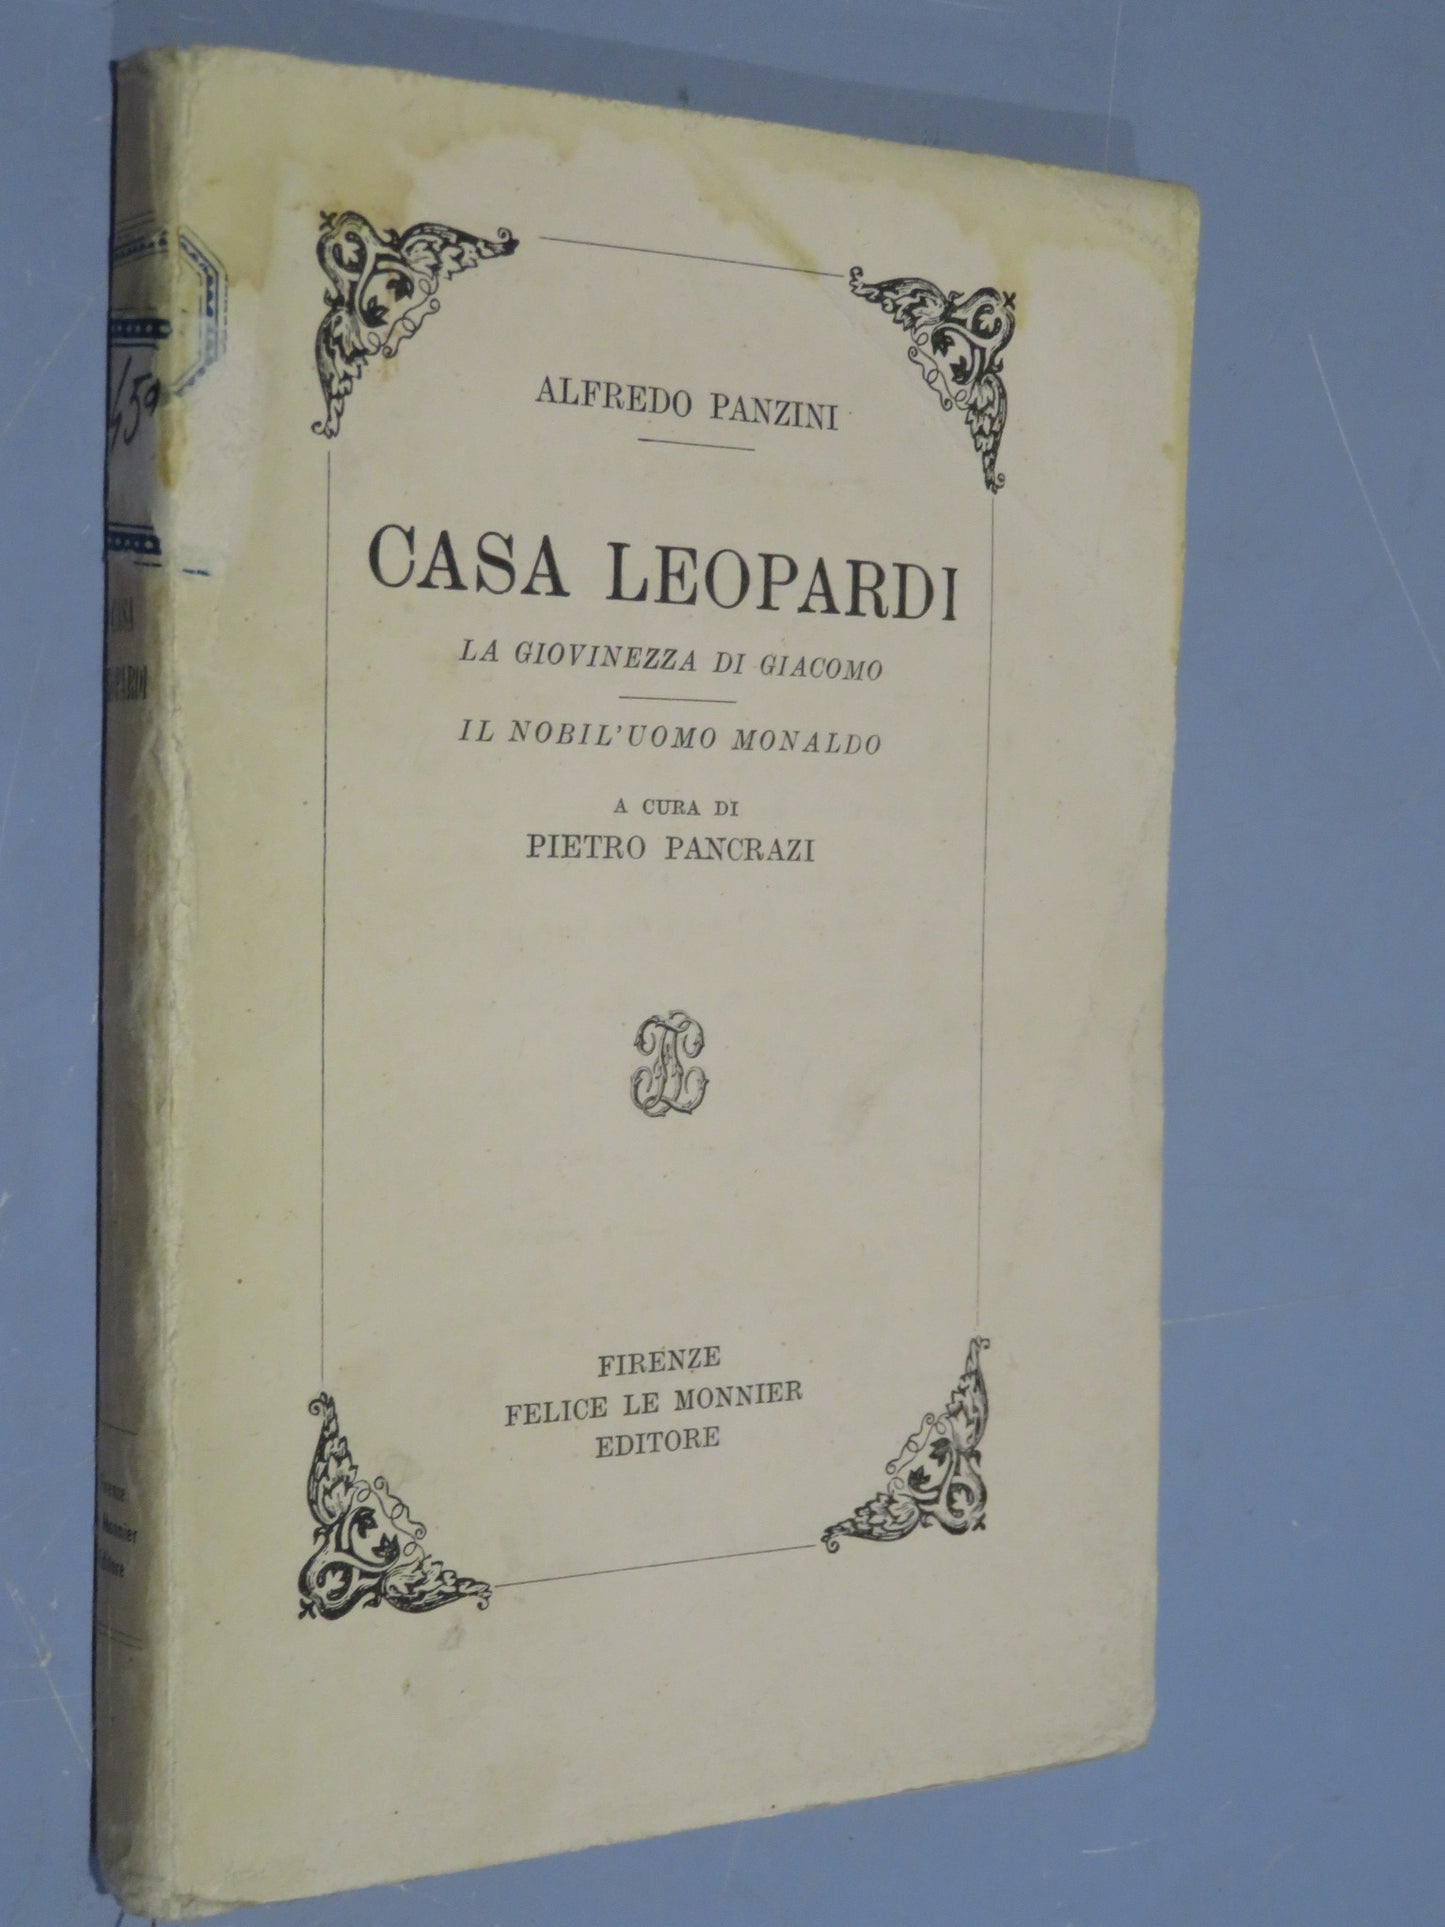 ALFREDO PANZINI
CASA LEOPARDI
LA GIOVINEZZA DI GIACOMO
IL NOBIL'UOMO MONALDO
A CURA DI
PIETRO PANCRAZI
FIRENZE
FELICE LE MONNIER
EDITORE